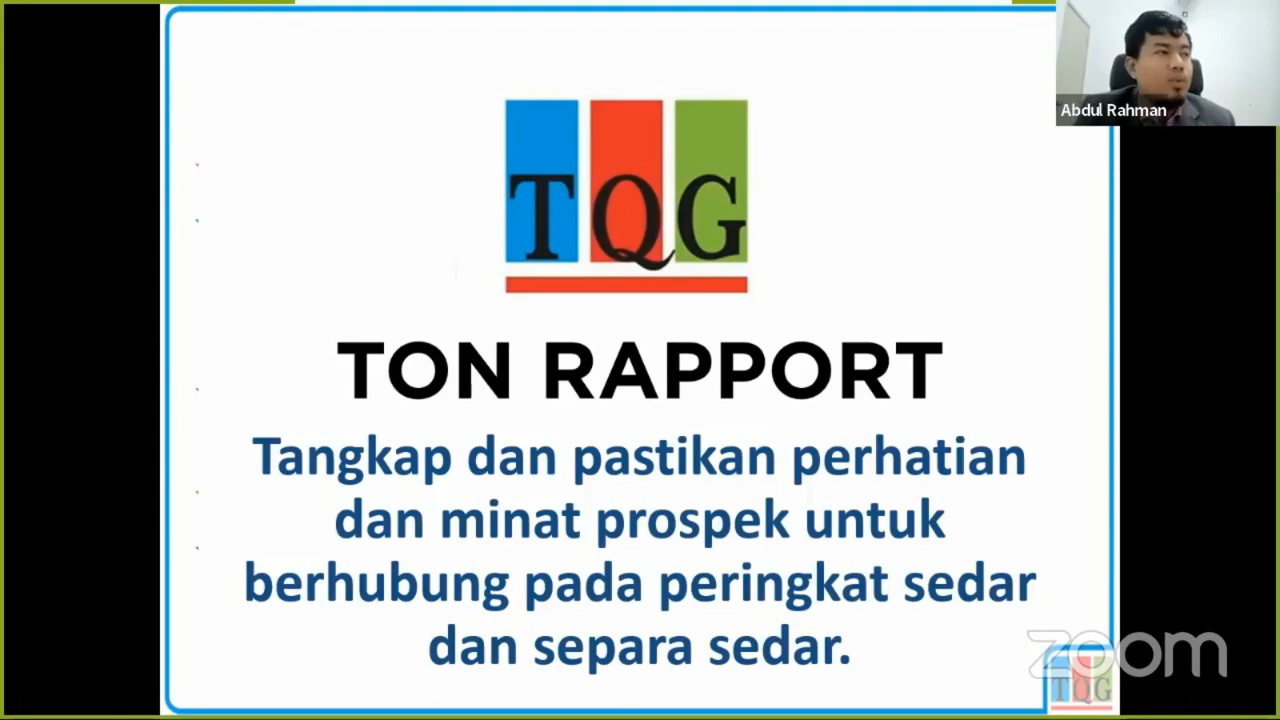 Abdul Rahman
TQG
TON RAPPORT
Tangkap dan pastikan perhatian
dan minat prospek untuk
berhubung pada peringkat sedar
dan separa sedar.
zoom
TQG